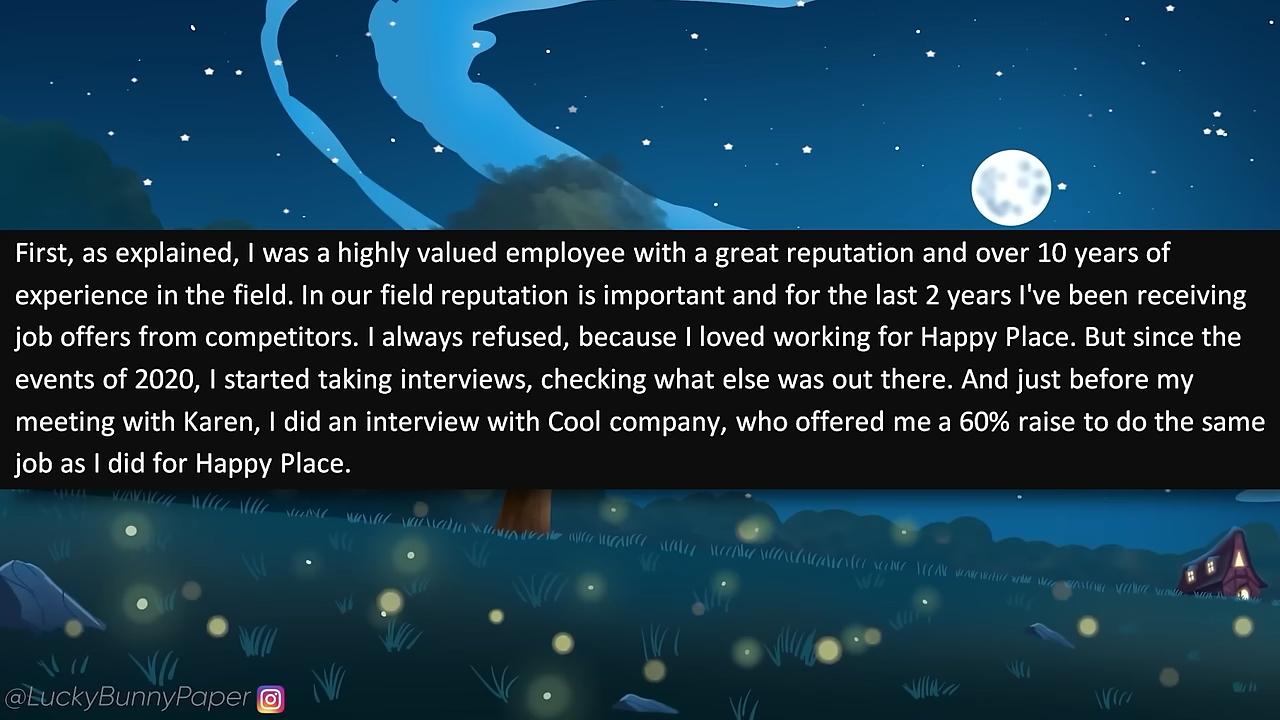 First, as explained, I was a highly valued employee with a great reputation and over 10 years of
experience in the field. In our field reputation is important and for the last 2 years I've been receiving
job offers from competitors. I always refused, because I loved working for Happy Place. But since the
events of 2020, I started taking interviews, checking what else was out there. And just before my
meeting with Karen, I did an interview with Cool company, who offered me a 60% raise to do the same
job as I did for Happy Place.
@LuckyBunnyPaper